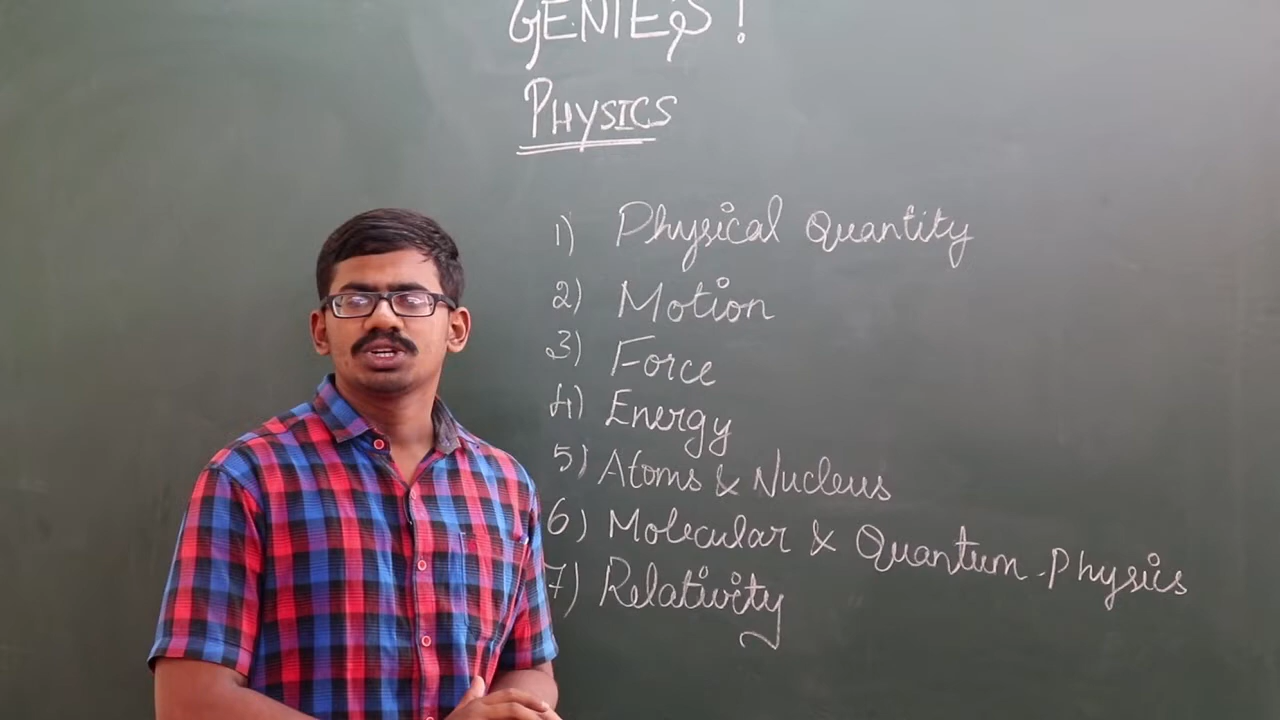 GENIES !
PHYSICS
1) Physical Quantity
2) Motion
3) Force
4) Energy
5) Atoms & Nucleus
6) Molecular & Quantum Physics
7) Relativity